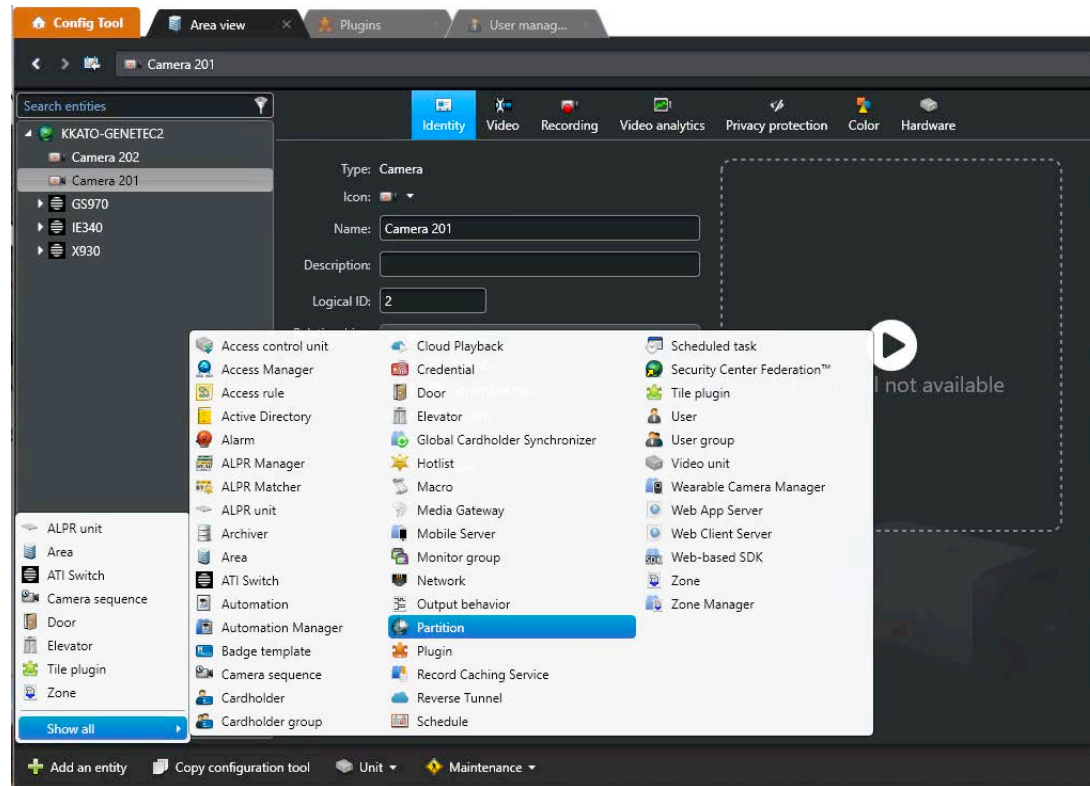 Config Tool
Area view
Plugins
User manag...
Camera 201
Search entities
KKATO-GENETEC2
Camera 202
Camera 201
GS970
IE340
X930
Identity
Video
Recording
Video analytics
Privacy protection
Color
Hardware
Type: Camera
Icon:
Name: Camera 201
Description:
Logical ID: 2
not available
ALPR unit
Area
ATI Switch
Camera sequence
Door
Elevator
Tile plugin
Zone
Show all
Access control unit
Access Manager
Access rule
Active Directory
Alarm
ALPR Manager
ALPR Matcher
ALPR unit
Archiver
Area
ATI Switch
Automation
Automation Manager
Badge template
Camera sequence
Cardholder
Cardholder group
Cloud Playback
Credential
Door
Elevator
Global Cardholder Synchronizer
Hotlist
Macro
Media Gateway
Mobile Server
Monitor group
Network
Output behavior
Partition
Plugin
Record Caching Service
Reverse Tunnel
Schedule
Scheduled task
Security Center Federation™
Tile plugin
User
User group
Video unit
Wearable Camera Manager
Web App Server
Web Client Server
Web-based SDK
Zone
Zone Manager
Add an entity
Copy configuration tool
Unit
Maintenance